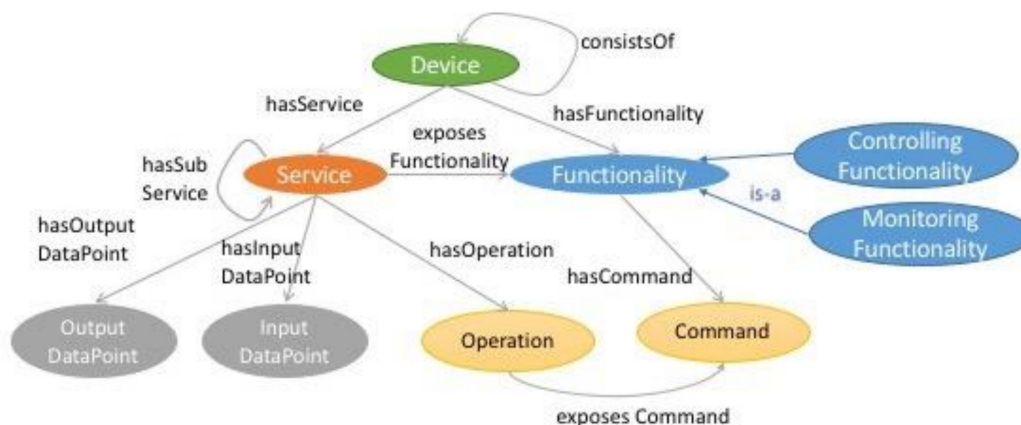 consistsOf
Device
hasService
hasFunctionality
exposes
Functionality
hasSub
Service
Service
Functionality
Controlling
Functionality
is-a
Monitoring
Functionality
hasOutput
DataPoint
hasInput
DataPoint
hasOperation
hasCommand
Output
DataPoint
Input
DataPoint
Operation
Command
exposes Command